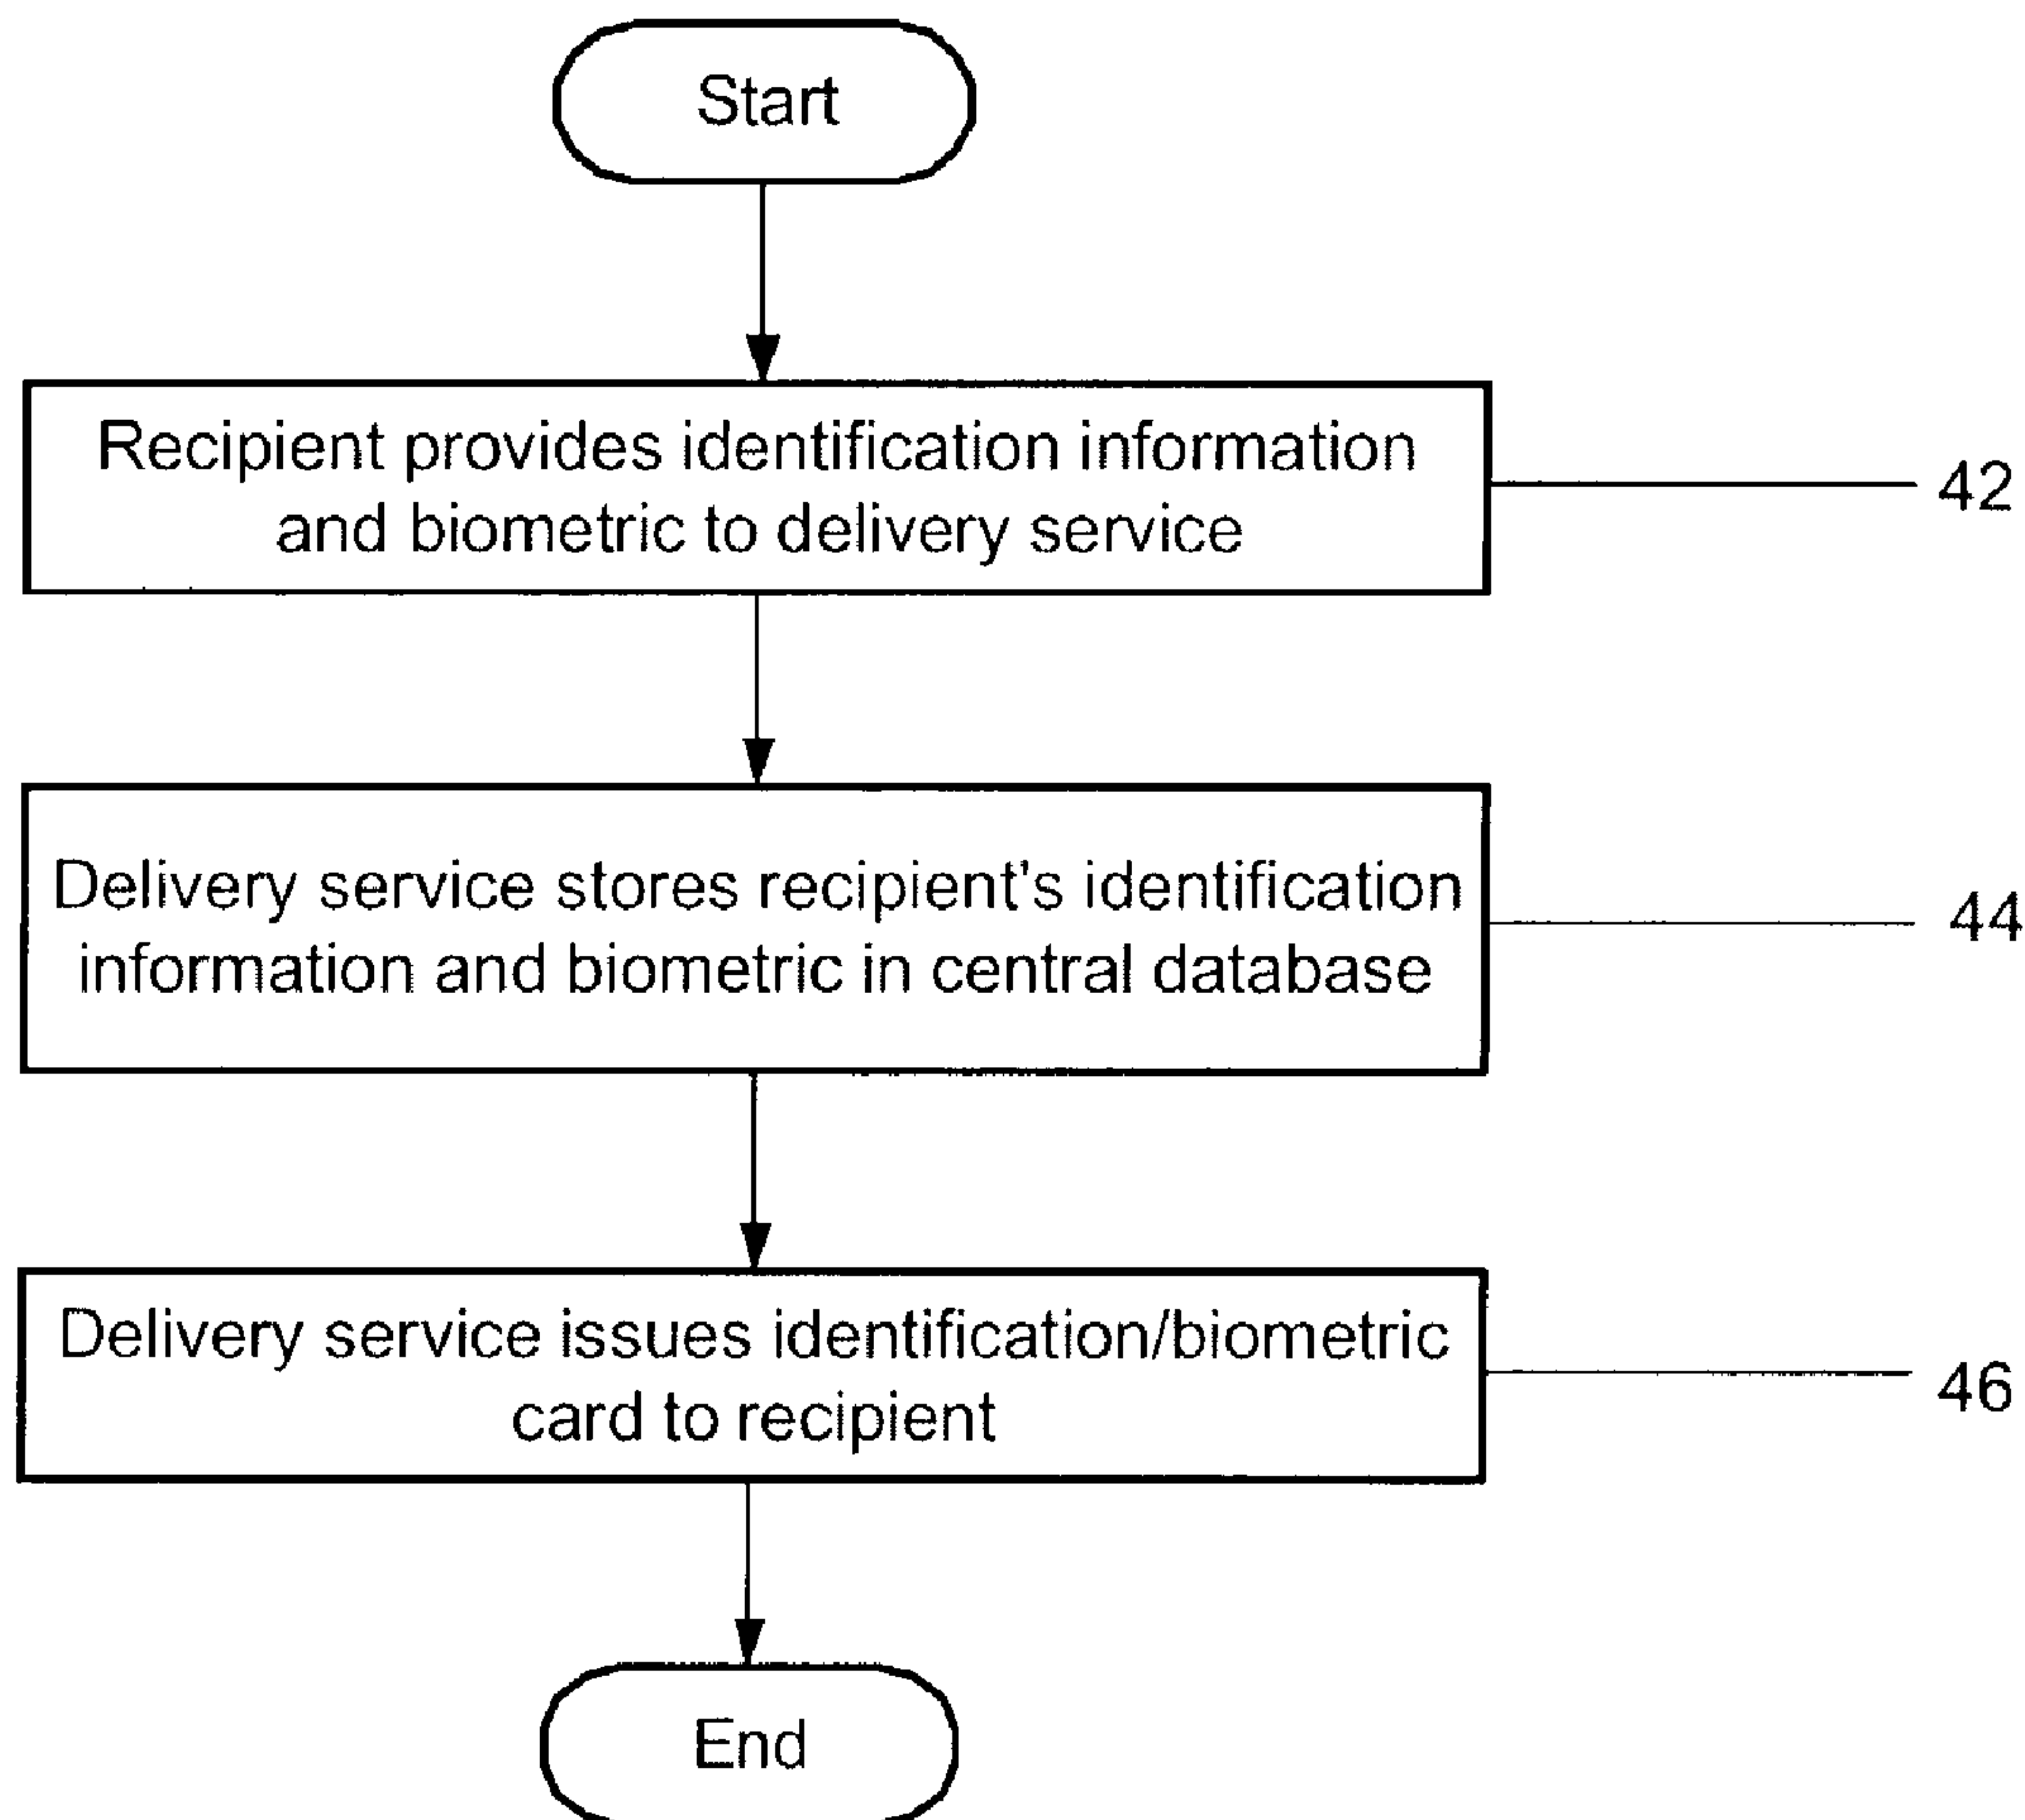 Start
Recipient provides identification information
and biometric to delivery service
42
Delivery service stores recipient's identification
information and biometric in central database
44
Delivery service issues identification/biometric
card to recipient
46
End